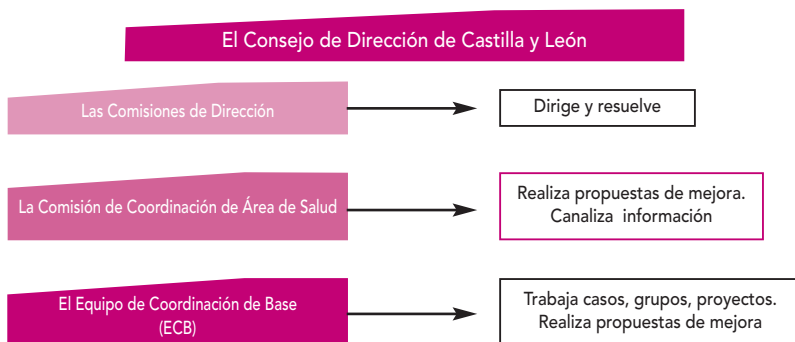 El Consejo de Dirección de Castilla y León
Las Comisiones de Dirección
Dirige y resuelve
La Comisión de Coordinación de Área de Salud
Realiza propuestas de mejora.
Canaliza información
El Equipo de Coordinación de Base
(ECB)
Trabaja casos, grupos, proyectos.
Realiza propuestas de mejora